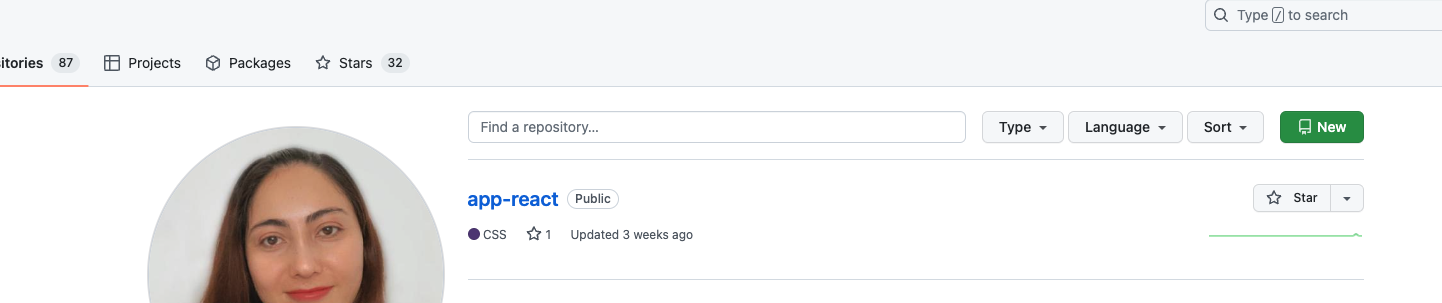 Type / to search
itories 87 Projects Packages Stars 32
Find a repository... Type Language Sort New
app-react Public Star
CSS 1 Updated 3 weeks ago